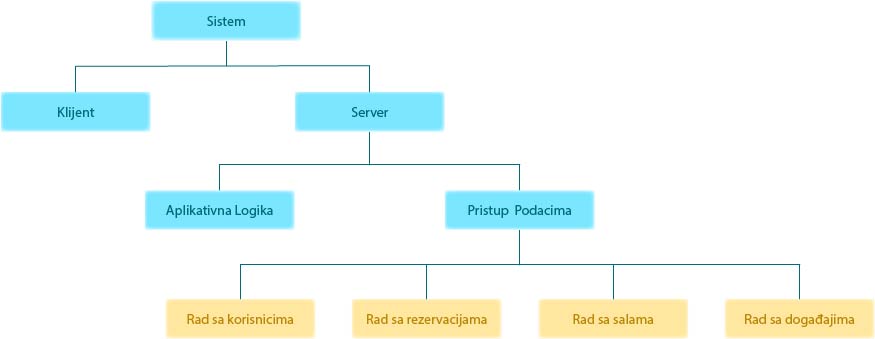 Sistem
Klijent
Server
Aplikativna Logika
Pristup Podacima
Rad sa korisnicima
Rad sa rezervacijama
Rad sa salama
Rad sa događajima